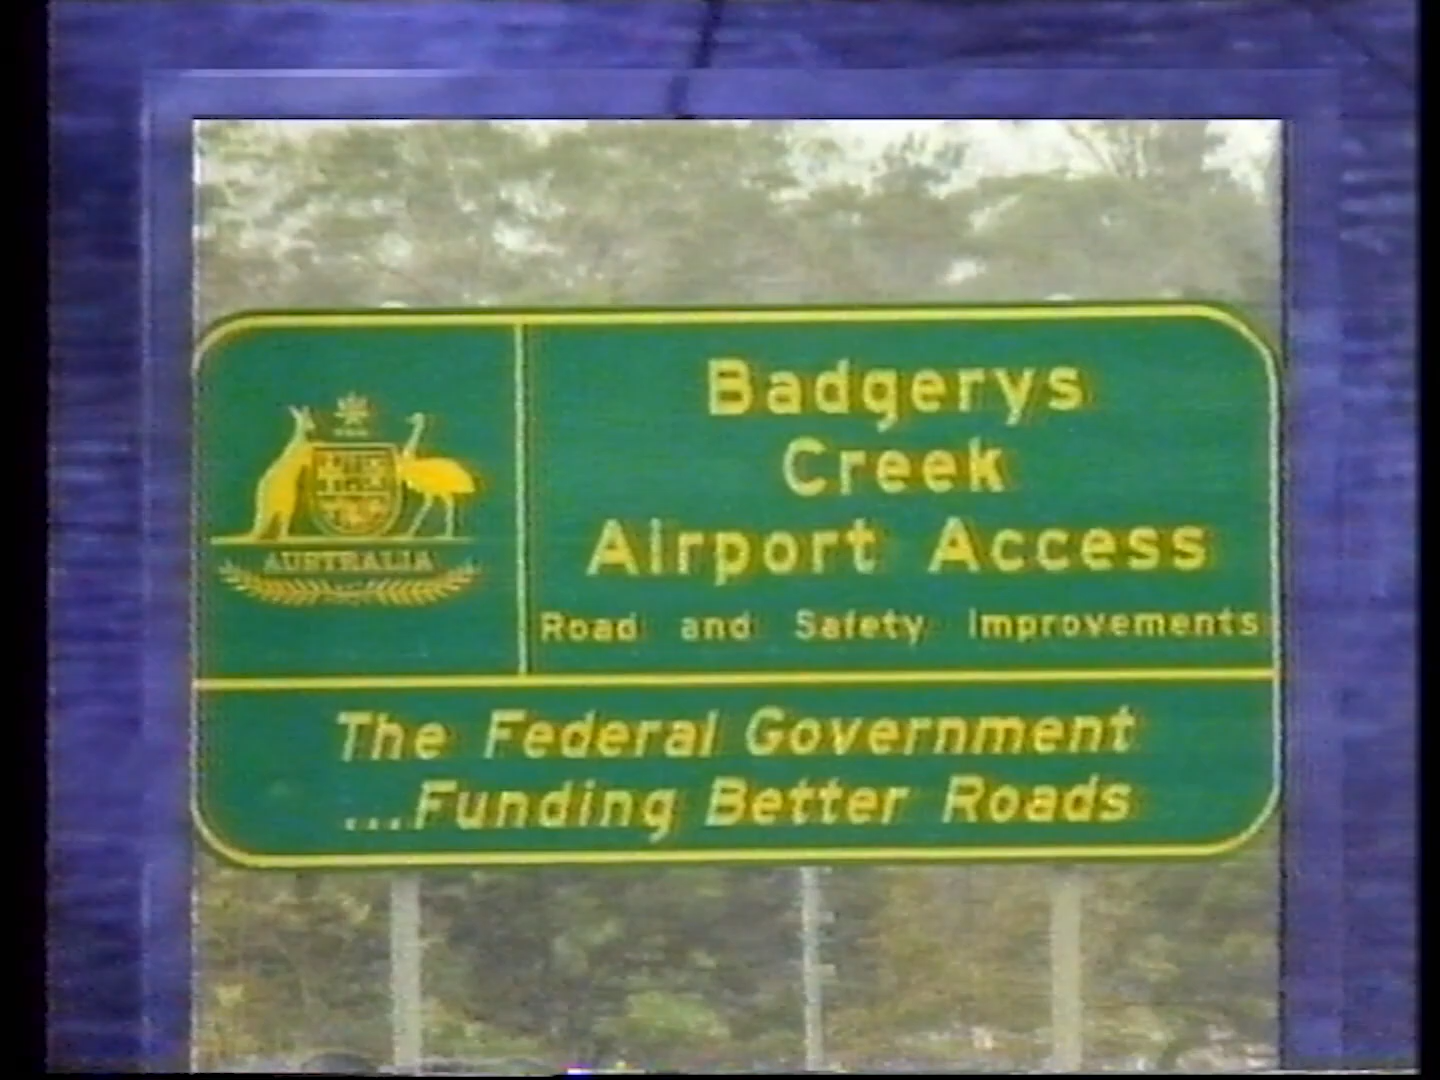 AUSTRALIA
Badgerys
Creek
Airport Access
Road and Safety Improvements
The Federal Government
...Funding Better Roads